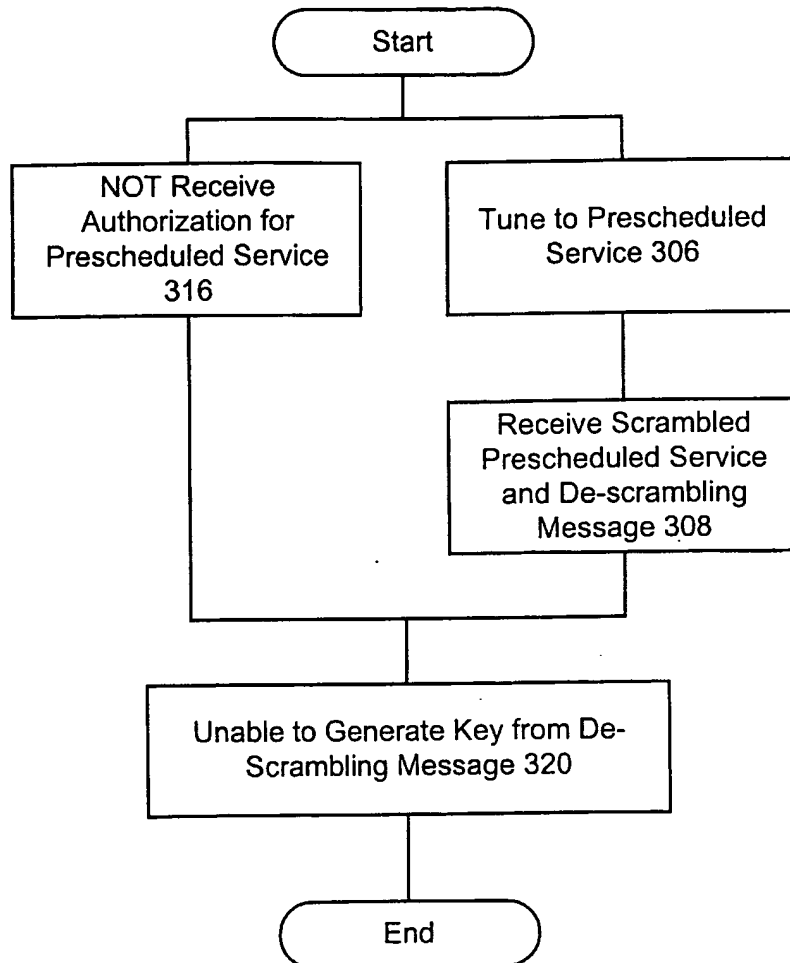 Start
NOT Receive
Authorization for
Prescheduled Service
316
Tune to Prescheduled
Service 306
Receive Scrambled
Prescheduled Service
and De-scrambling
Message 308
Unable to Generate Key from De-
Scrambling Message 320
End